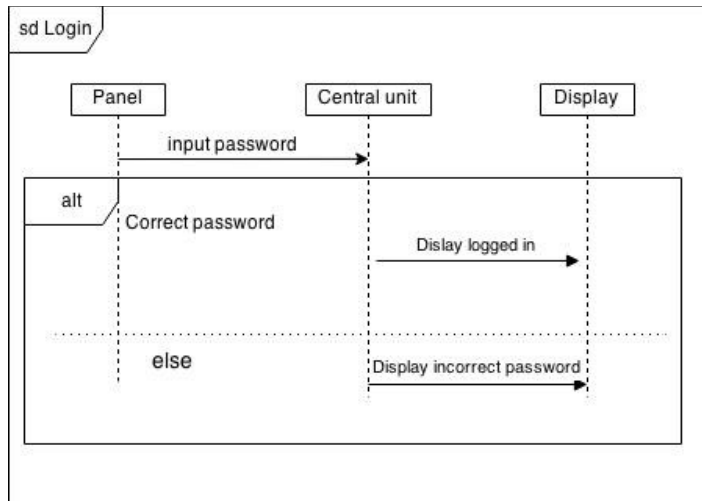 sd Login
Panel
Central unit
Display
input password
alt
Correct password
Dislay logged in
else
Display incorrect password